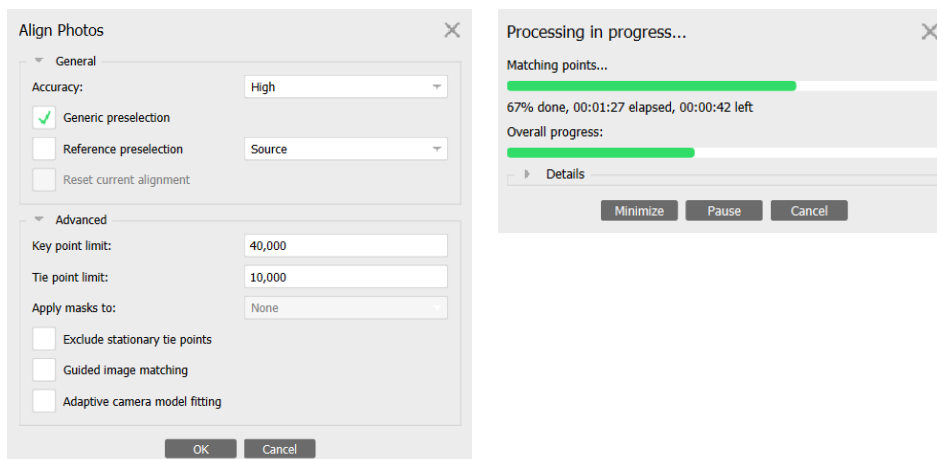 Align Photos
General
Accuracy: High
Generic preselection
Reference preselection Source
Reset current alignment
Advanced
Key point limit: 40,000
Tie point limit: 10,000
Apply masks to: None
Exclude stationary tie points
Guided image matching
Adaptive camera model fitting
OK Cancel
Processing in progress...
Matching points...
67% done, 00:01:27 elapsed, 00:00:42 left
Overall progress:
Details
Minimize Pause Cancel